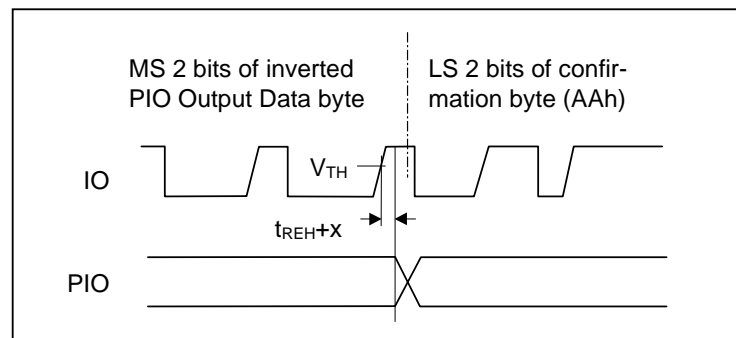 MS 2 bits of inverted
PIO Output Data byte
LS 2 bits of confir-
mation byte (AAh)
IO
VTH
tREH+x
PIO